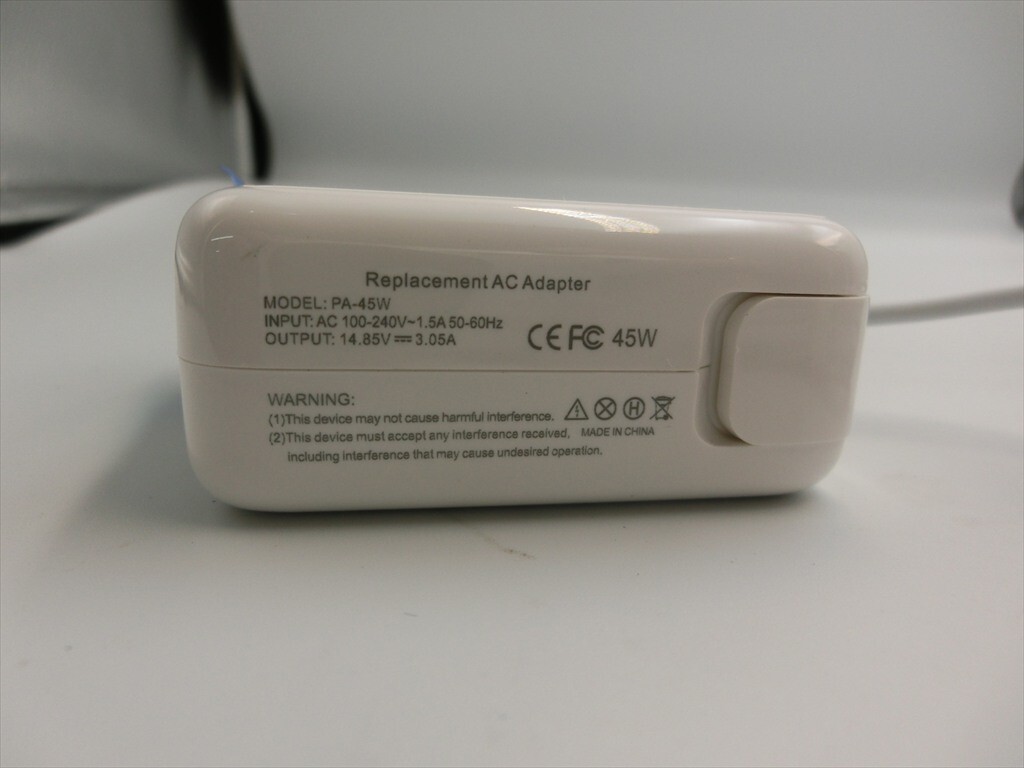 Replacement AC Adapter
MODEL: PA-45W
INPUT: AC 100-240V~1.5A 50-60Hz
OUTPUT: 14.85V⎓3.05A
CE FC 45W
WARNING:
(1)This device may not cause harmful interference.
(2)This device must accept any interference received,
including interference that may cause undesired operation.
H
MADE IN CHINA